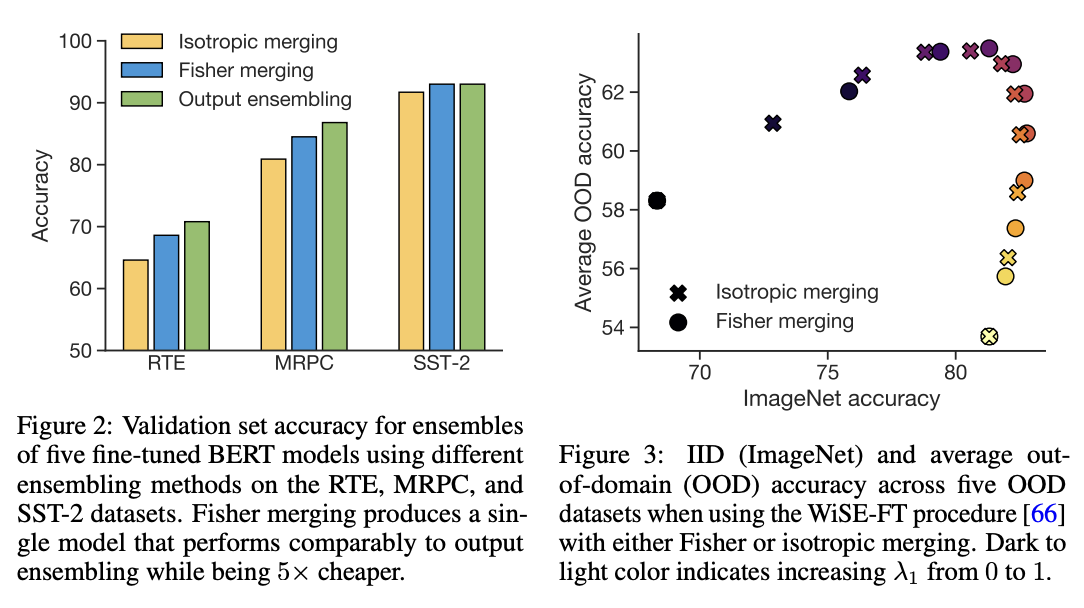 100
90
80
70
60
50
Accuracy
Isotropic merging
Fisher merging
Output ensembling
RTE
MRPC
SST-2
Figure 2: Validation set accuracy for ensembles
of five fine-tuned BERT models using different
ensembling methods on the RTE, MRPC, and
SST-2 datasets. Fisher merging produces a sin-
gle model that performs comparably to output
ensembling while being 5× cheaper.
62
60
58
56
54
Average OOD accuracy
Isotropic merging
Fisher merging
70
75
80
ImageNet accuracy
Figure 3: IID (ImageNet) and average out-
of-domain (OOD) accuracy across five OOD
datasets when using the WiSE-FT procedure [66]
with either Fisher or isotropic merging. Dark to
light color indicates increasing λ₁ from 0 to 1.